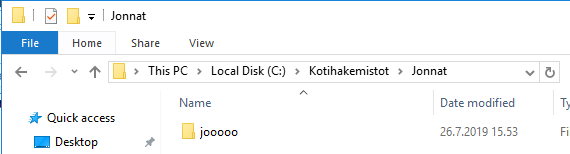 Jonnat
File Home Share View
This PC Local Disk (C:) Kotihakemistot Jonnat
Name Date modified Ty
Quick access
jooooo 26.7.2019 15.53 Fi
Desktop